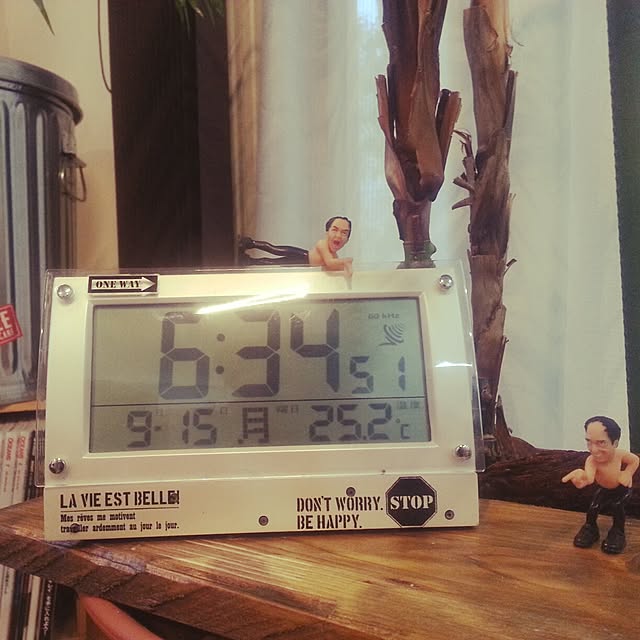 ONE WAY
60 kHz
6:34 51
9-15 月 25.2 ℃
LA VIE EST BELLE!
Mes rêves me motivent
travailler ardemment au jour le jour.
DON'T WORRY.
BE HAPPY.
STOP